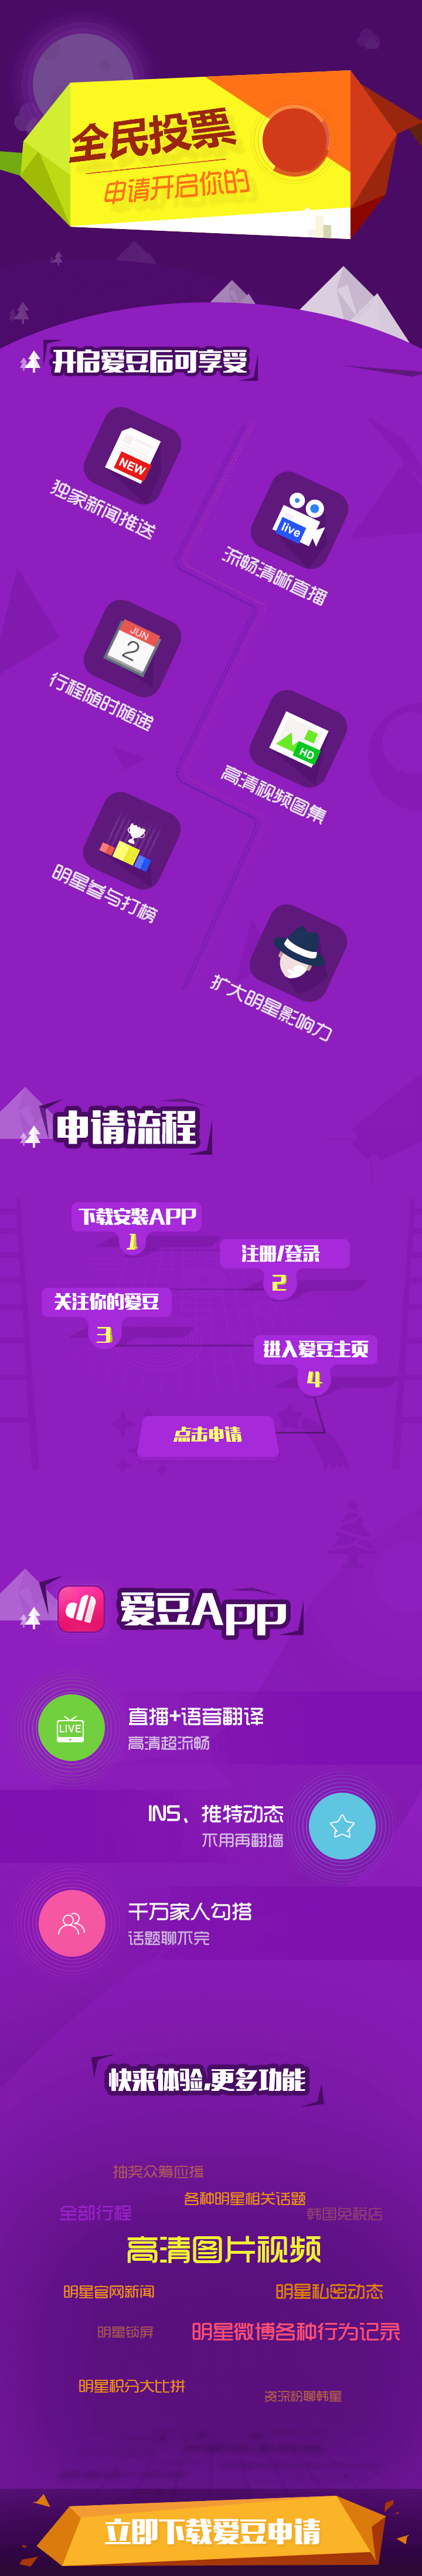 全民投票
申请开启你的
开启爱豆后可享受
NEW
独家新闻推送
live
流畅清晰直播
JUN
2
行程随时随递
HD
高清视频图集
明星参与打榜
扩大明星影响力
申请流程
下载安装APP
1
注册/登录
2
关注你的爱豆
3
进入爱豆主页
4
点击申请
爱豆App
LIVE
直播+语音翻译
高清超流畅
INS、推特动态
不用再翻墙
千万家人勾搭
话题聊不完
快来体验,更多功能
抽奖众筹应援
各种明星相关话题
全部行程
韩国免税店
高清图片视频
明星官网新闻
明星私密动态
明星锁屏
明星微博各种行为记录
明星积分大比拼
资深粉聊韩星
立即下载爱豆申请